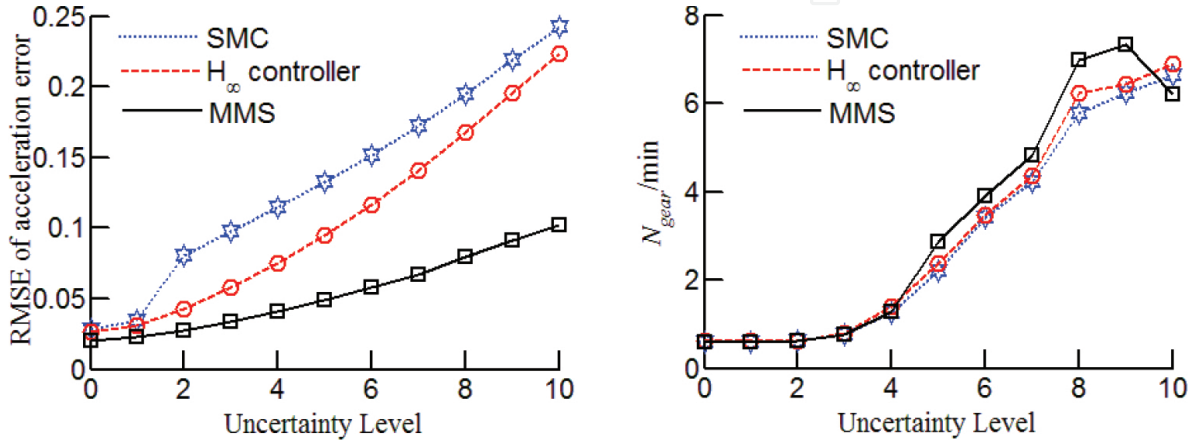 RMSE of acceleration error
0.25
0.2
0.15
0.1
0.05
0
SMC
H∞ controller
MMS
0 2 4 6 8 10
Uncertainty Level
N_gear/min
8
6
4
2
0
SMC
H∞ controller
MMS
0 2 4 6 8 10
Uncertainty Level